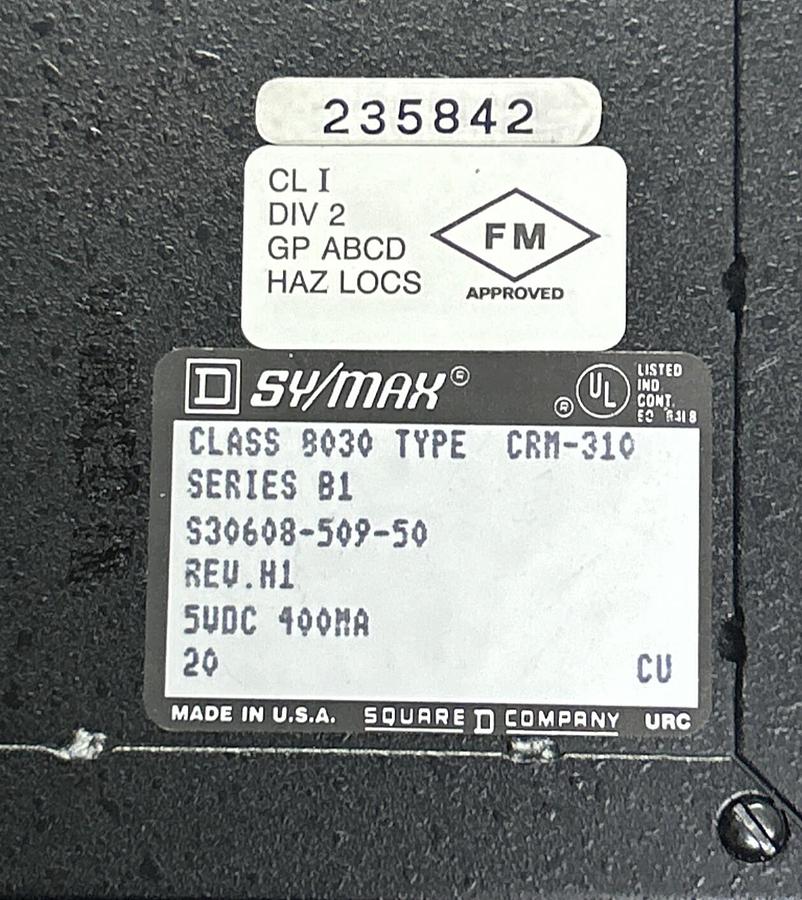 235842
CL I
DIV 2
GP ABCD
HAZ LOCS
FM
APPROVED
D SY/MAX ®
® UL
LISTED
IND.
CONT.
CLASS 8030 TYPE CRM-310
SERIES B1
S30608-509-50
REV.H1
5VDC 400MA
20 CU
MADE IN U.S.A. SQUARE D COMPANY URC